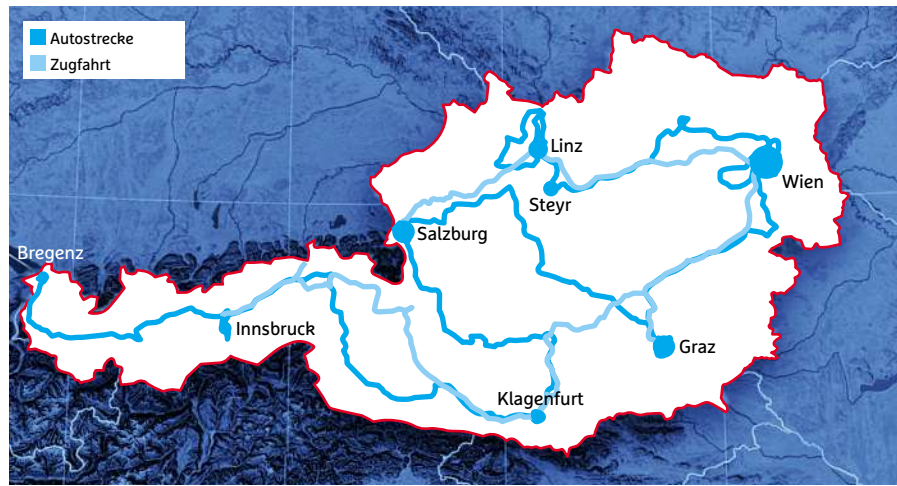 Autostrecke
Zugfahrt
Linz
Wien
Steyr
Salzburg
Bregenz
Innsbruck
Graz
Klagenfurt